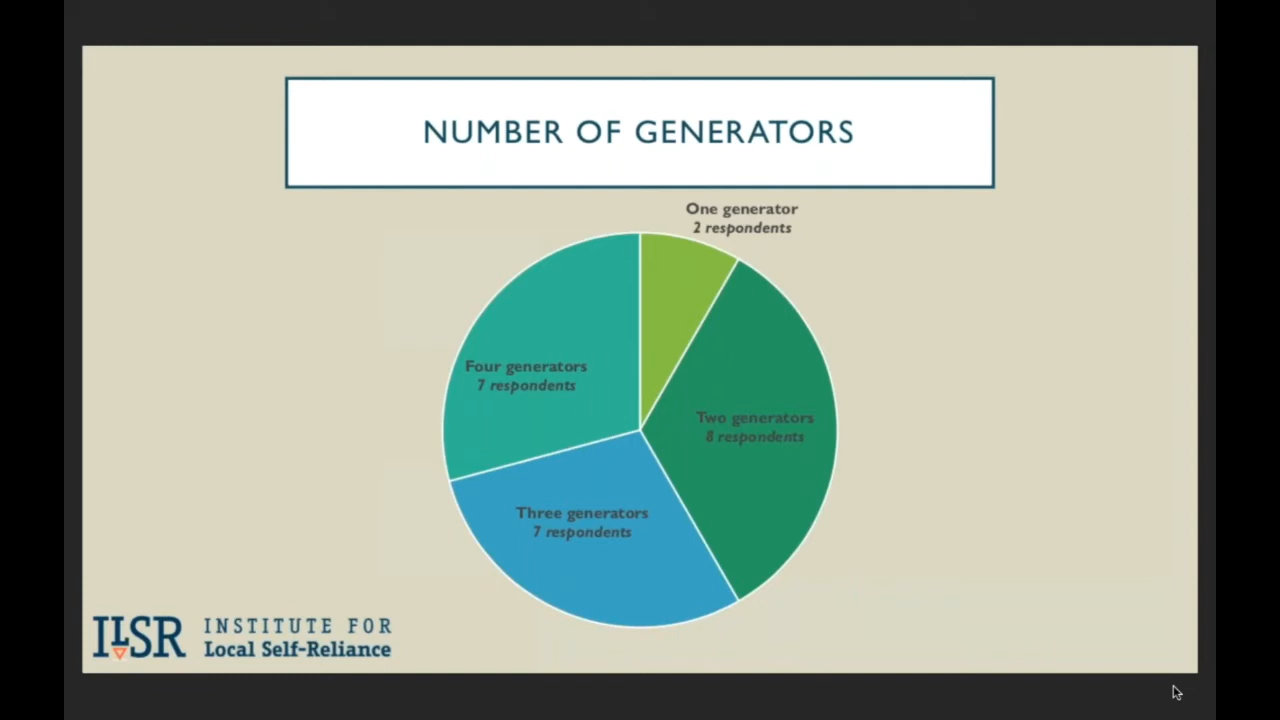 NUMBER OF GENERATORS
One generator
2 respondents
Four generators
7 respondents
Two generators
8 respondents
Three generators
7 respondents
ILSR INSTITUTE FOR
Local Self-Reliance